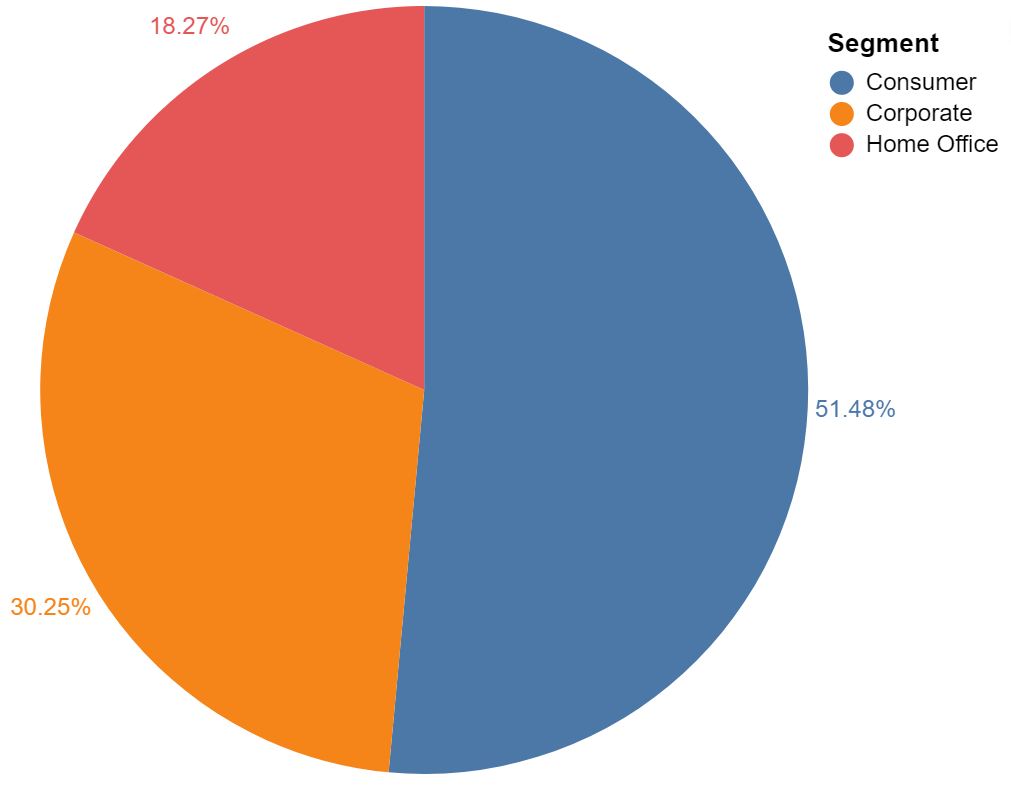 18.27%
Segment
Consumer
Corporate
Home Office
51.48%
30.25%